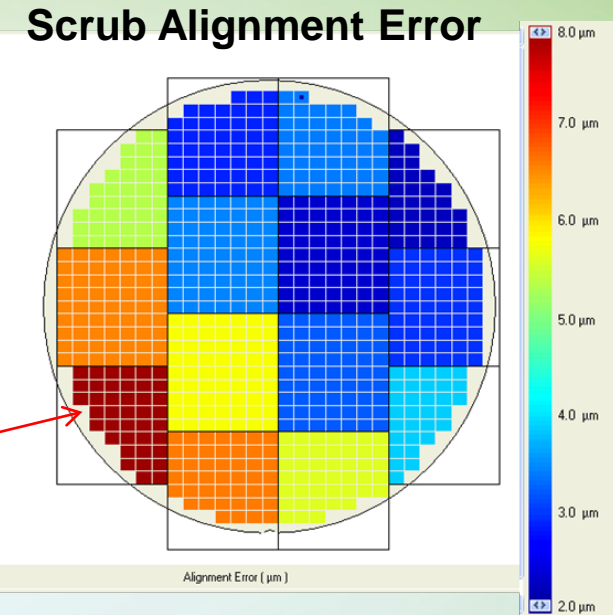 Scrub Alignment Error
8.0 µm
7.0 µm
6.0 µm
5.0 µm
4.0 µm
3.0 µm
2.0 µm
Alignment Error ( µm )